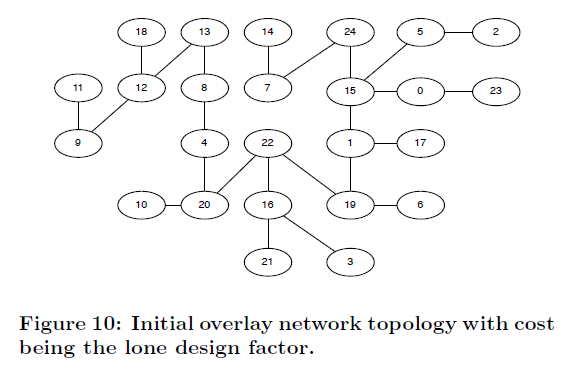 18 13 14 24 5 2
11 12 8 7 15 0 23
9 4 22 1 17
10 20 16 19 6
21 3
Figure 10: Initial overlay network topology with cost
being the lone design factor.